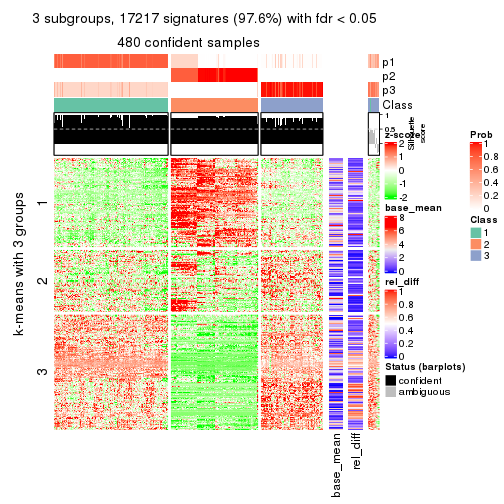 3 subgroups, 17217 signatures (97.6%) with fdr < 0.05
480 confident samples
p1
p2
p3
Class
1
0.5
0
Silhouette
score
k-means with 3 groups
1
2
3
base_mean
rel_diff
z-score
2
1
0
-1
-2
base_mean
8
6
4
2
0
rel_diff
1
0.8
0.6
0.4
0.2
0
Status (barplots)
confident
ambiguous
Prob
1
0.8
0.6
0.4
0.2
0
Class
1
2
3